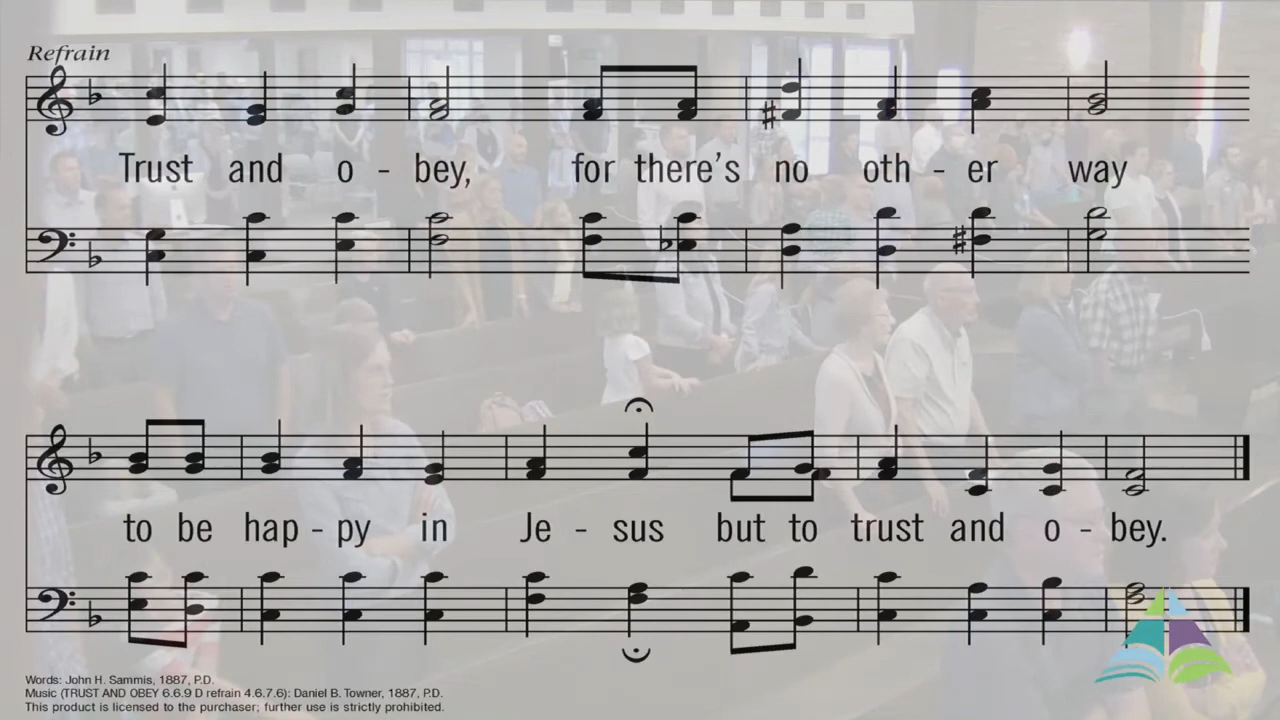 Refrain
Trust and o - bey, for there's no oth - er way
to be hap - py in Je - sus but to trust and o - bey.
Words: John H. Sammis, 1887, P.D.
Music (TRUST AND OBEY 6.6.9 D refrain 4.6.7.6): Daniel B. Towner, 1887, P.D.
This product is licensed to the purchaser; further use is strictly prohibited.